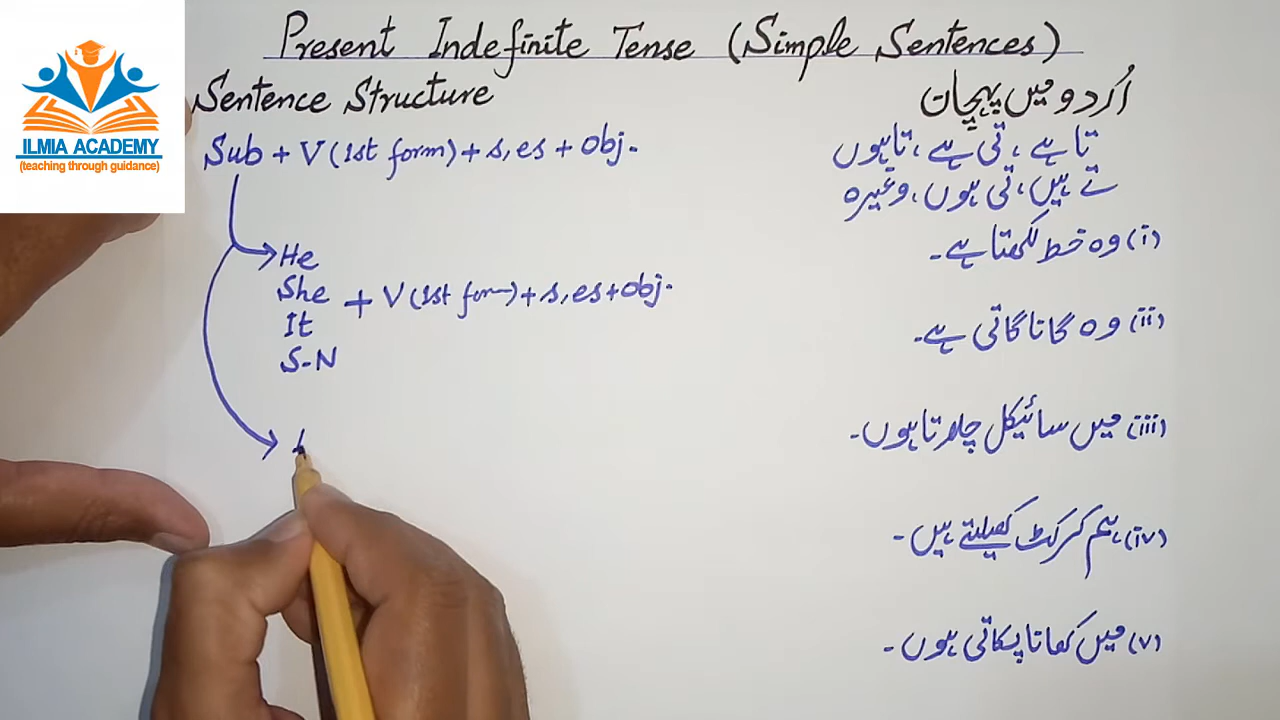 Present Indefinite Tense (Simple Sentences)
ILMIA ACADEMY
(teaching through guidance)
Sentence Structure
اُردو میں پہچان
Sub + V (1st form) + s, es + Obj.
تا ہے ، تی ہے ، تا ہوں
تے ہیں ، تی ہوں ، وغیرہ
He
She + V (1st form) + s, es + Obj.
It
S-N
(i) وہ خط لکھتا ہے۔
(ii) وہ گانا گاتی ہے۔
(iii) میں سائیکل چلاتا ہوں۔
(iv) ہم کرکٹ کھیلتے ہیں۔
(v) میں کھانا پکاتی ہوں۔